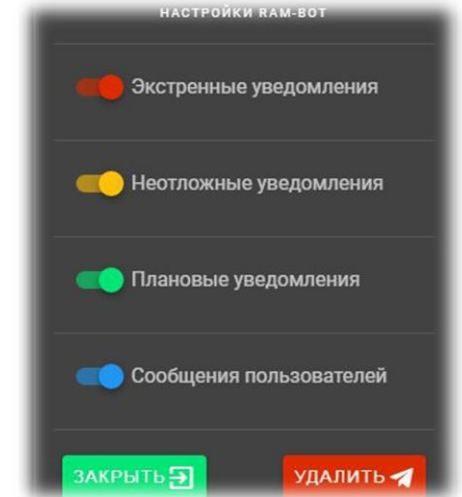 НАСТРОЙКИ RAM-BOT
Экстренные уведомления
Неотложные уведомления
Плановые уведомления
Сообщения пользователей
ЗАКРЫТЬ
УДАЛИТЬ